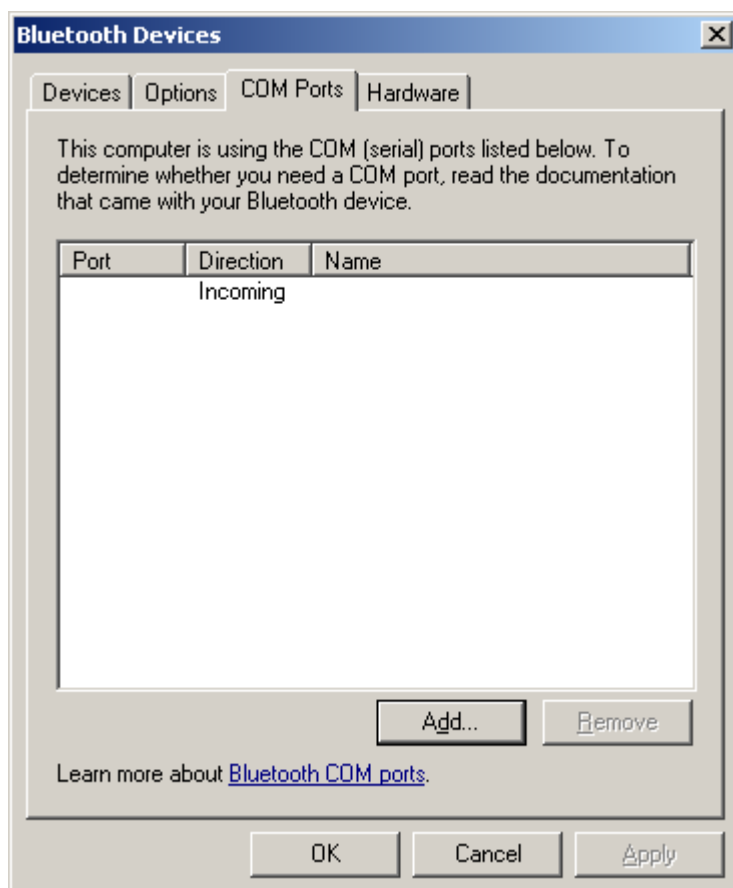 Bluetooth Devices
Devices Options COM Ports Hardware
This computer is using the COM (serial) ports listed below. To
determine whether you need a COM port, read the documentation
that came with your Bluetooth device.
Port Direction Name
Incoming
Add... Remove
Learn more about Bluetooth COM ports.
OK Cancel Apply